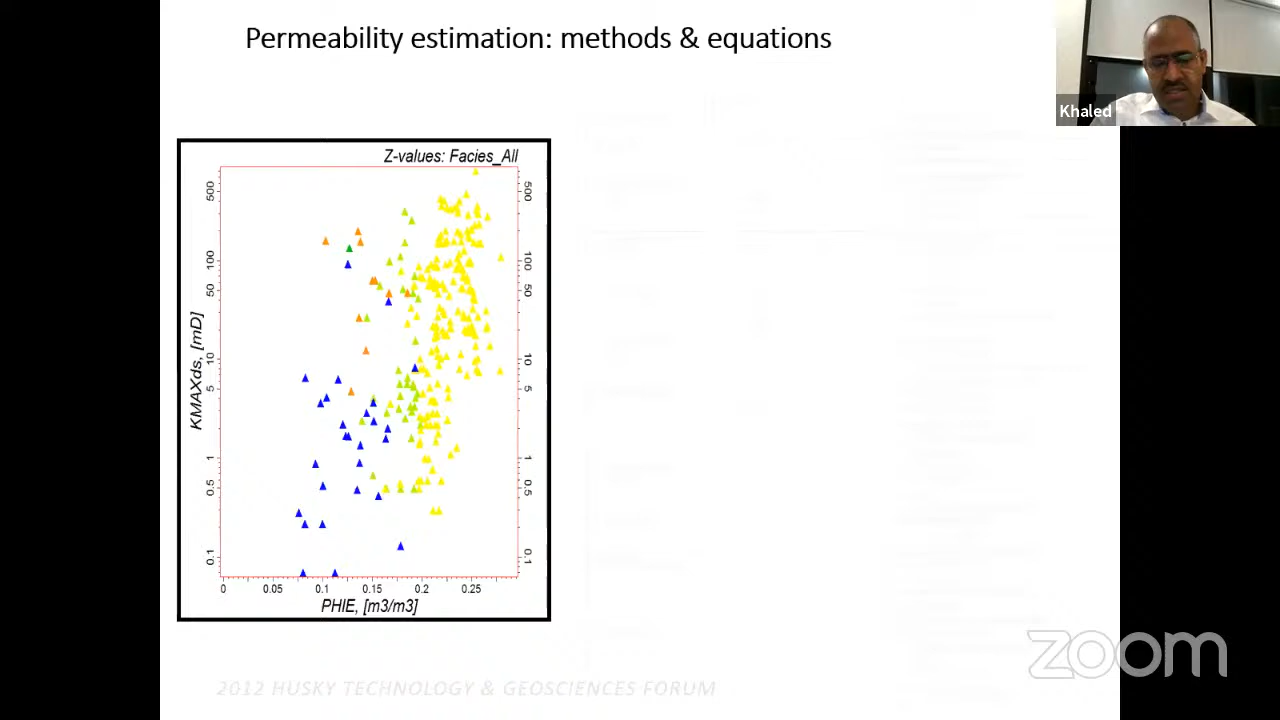 Permeability estimation: methods & equations
Khaled
Z-values: Facies_All
500
500
100
100
50
50
10
10
5
5
1
1
0.5
0.5
0.1
0.1
KMAXds, [mD]
0 0.05 0.1 0.15 0.2 0.25
PHIE, [m3/m3]
zoom
2012 HUSKY TECHNOLOGY & GEOSCIENCES FORUM